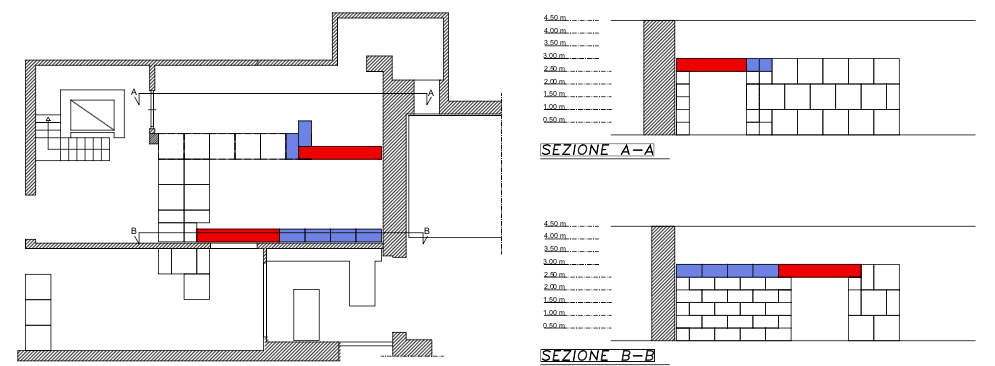 A
A
B
B
4,50 m
4,00 m
3,50 m
3,00 m
2,50 m
2,00 m
1,50 m
1,00 m
0,50 m
SEZIONE A-A
4,50 m
4,00 m
3,50 m
3,00 m
2,50 m
2,00 m
1,50 m
1,00 m
0,50 m
SEZIONE B-B